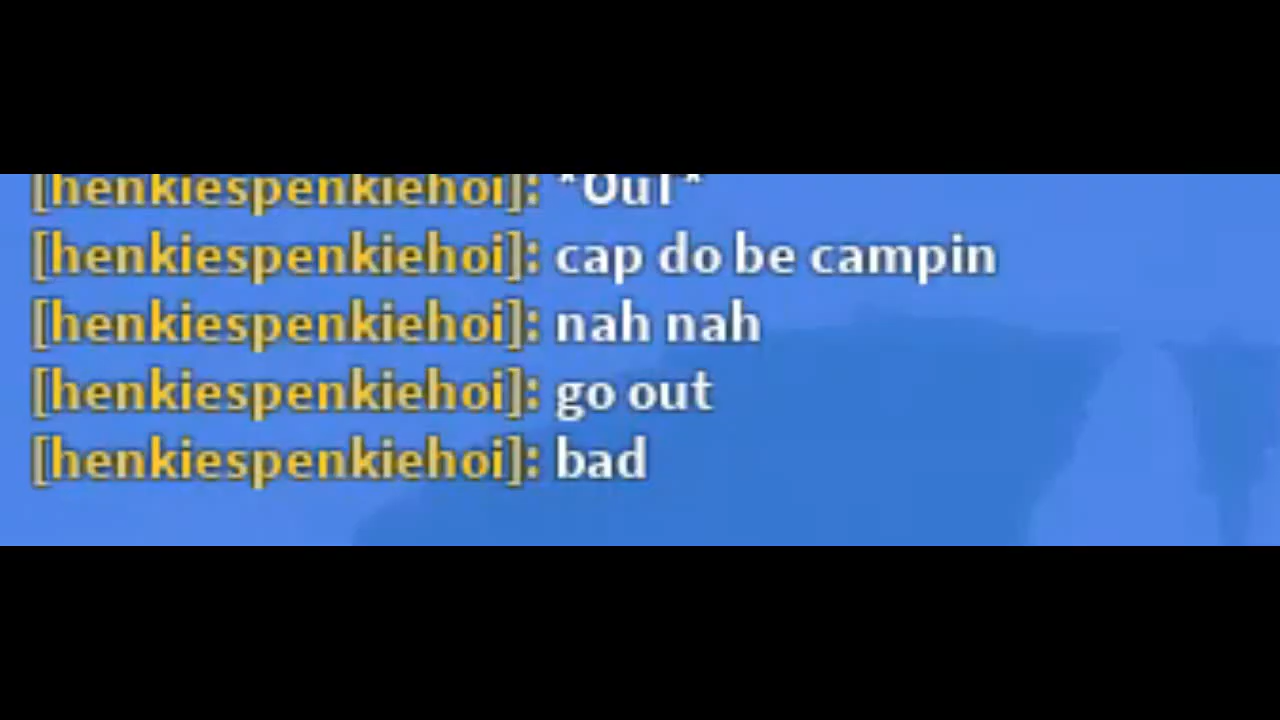 [henkiespenkiehoi]: *OuT*
[henkiespenkiehoi]: cap do be campin
[henkiespenkiehoi]: nah nah
[henkiespenkiehoi]: go out
[henkiespenkiehoi]: bad